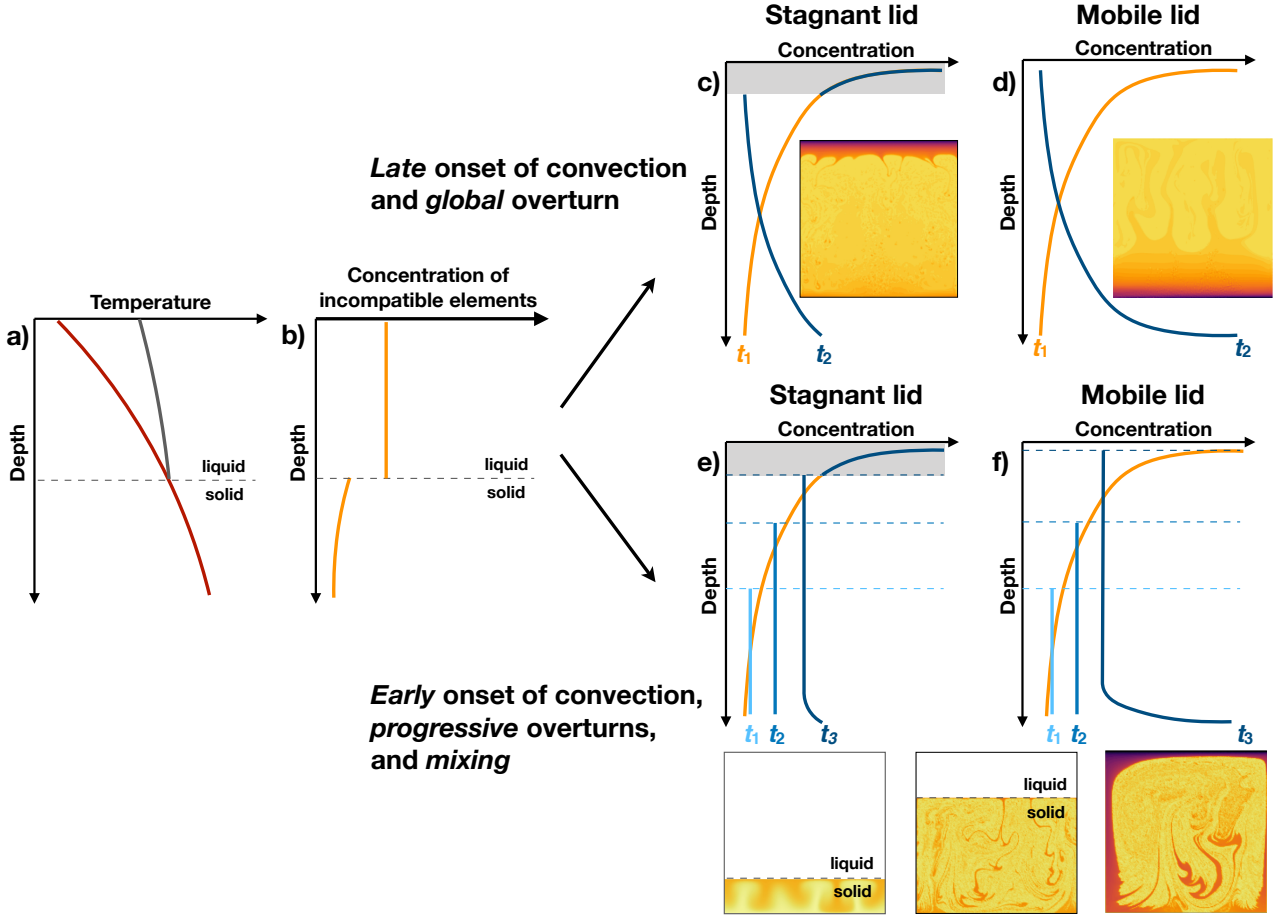 Stagnant lid
Mobile lid
Concentration
Concentration
c)
d)
Depth
Depth
t1
t2
t1
t2
Late onset of convection
and global overturn
Temperature
a)
Depth
liquid
solid
Concentration of
incompatible elements
b)
Depth
liquid
solid
Stagnant lid
Mobile lid
Concentration
Concentration
e)
f)
Depth
Depth
t1
t2
t3
t1
t2
t3
Early onset of convection,
progressive overturns,
and mixing
liquid
solid
liquid
solid